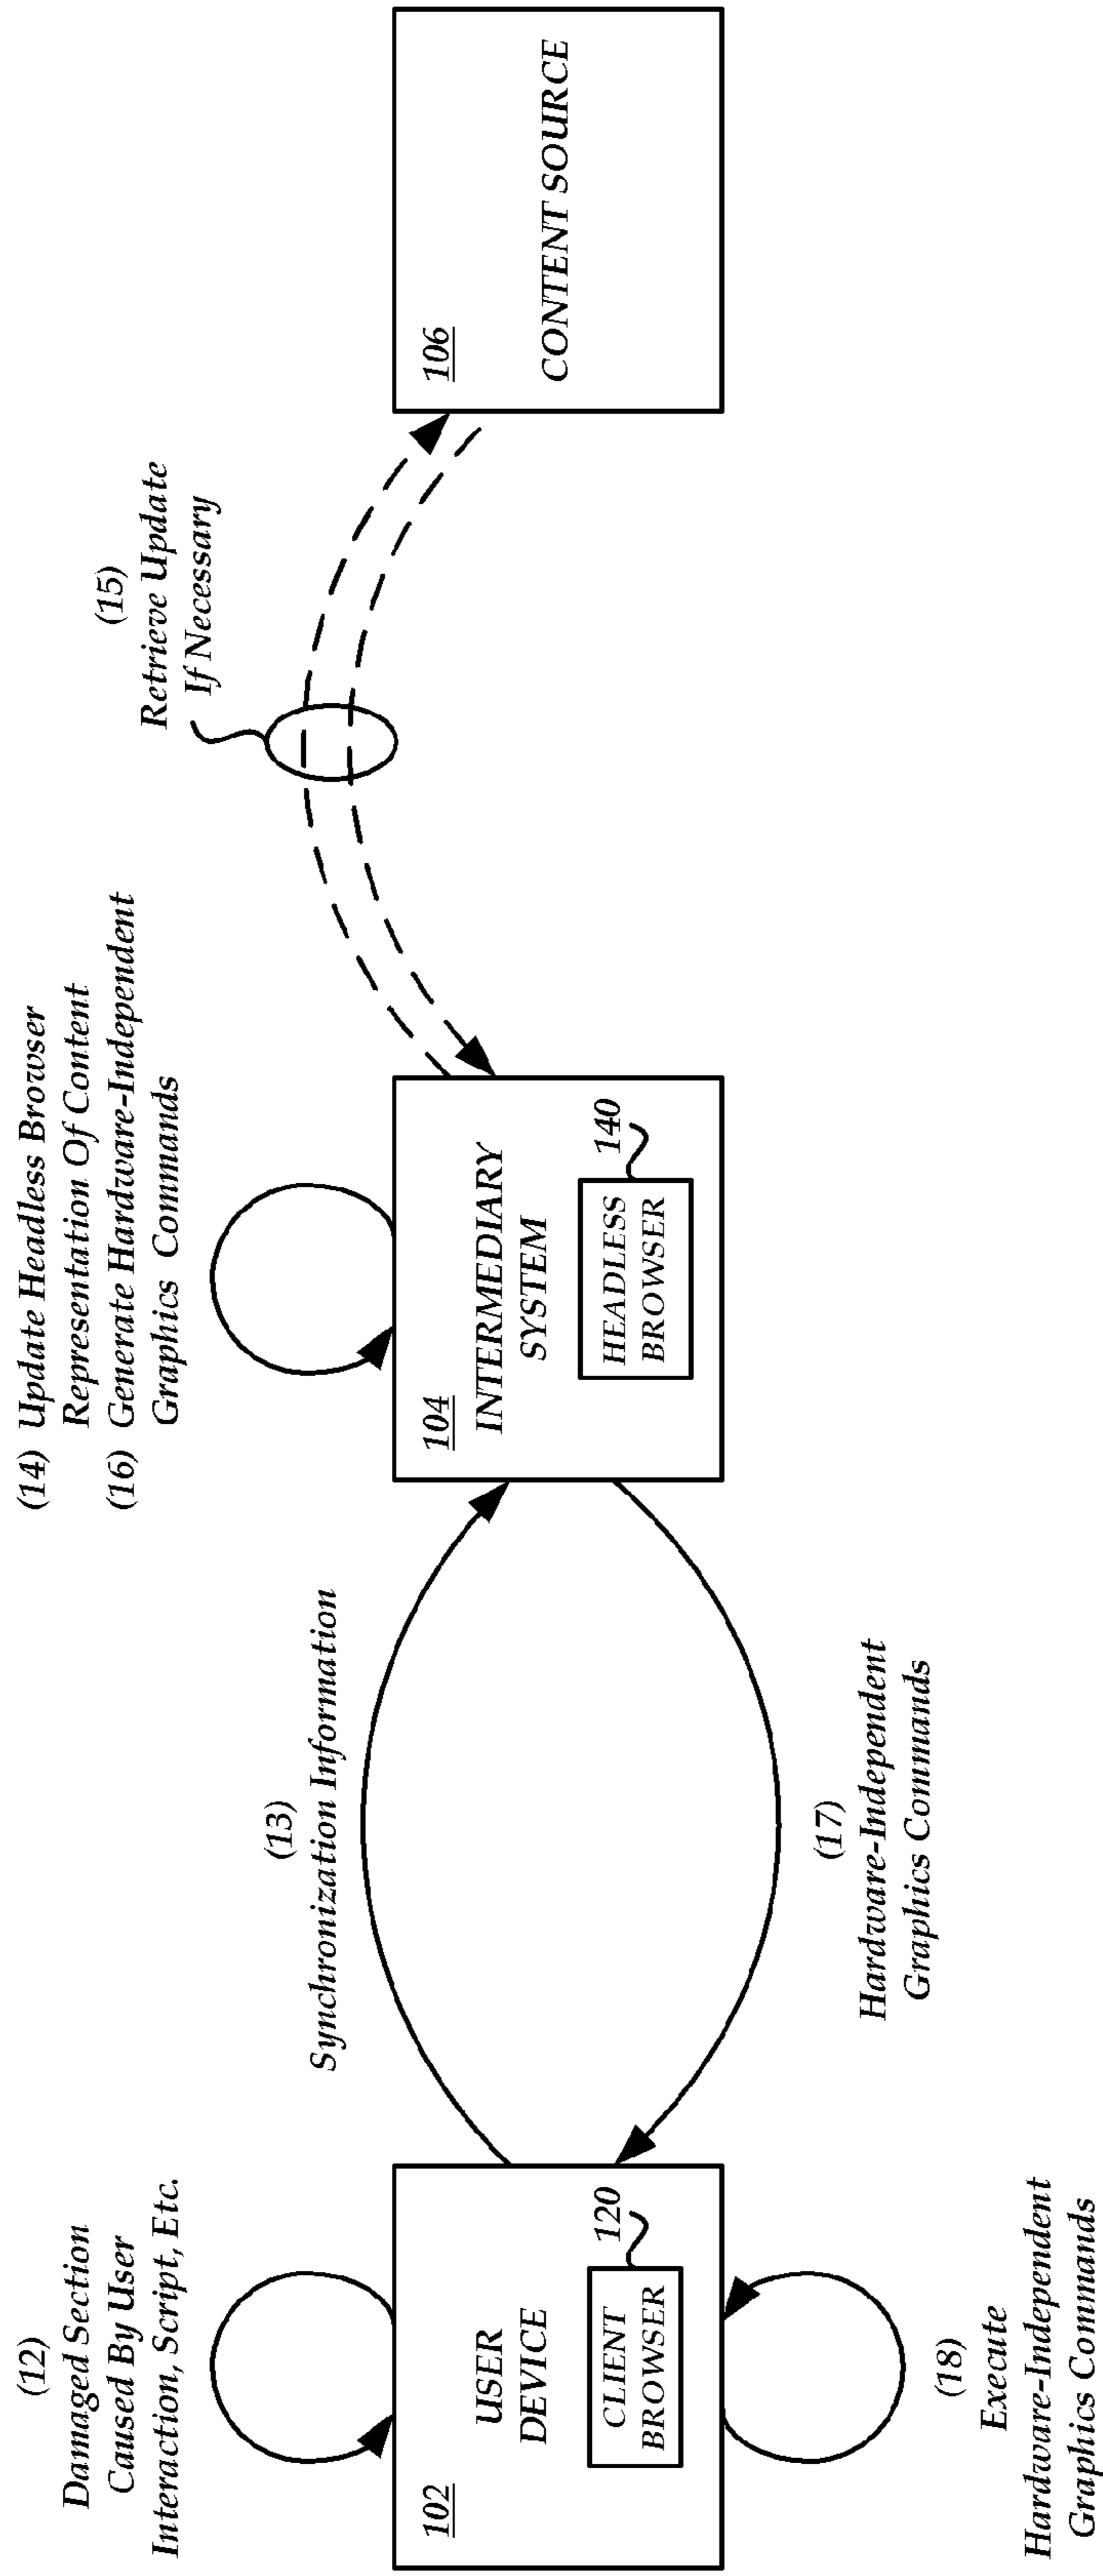 (12)
Damaged Section
Caused By User
Interaction, Script, Etc.
102
USER
DEVICE
CLIENT
BROWSER
120
(18)
Execute
Hardware-Independent
Graphics Commands
(13)
Synchronization Information
(17)
Hardware-Independent
Graphics Commands
(14) Update Headless Browser
Representation Of Content
(16) Generate Hardware-Independent
Graphics Commands
104
INTERMEDIARY
SYSTEM
HEADLESS
BROWSER
140
(15)
Retrieve Update
If Necessary
106
CONTENT SOURCE